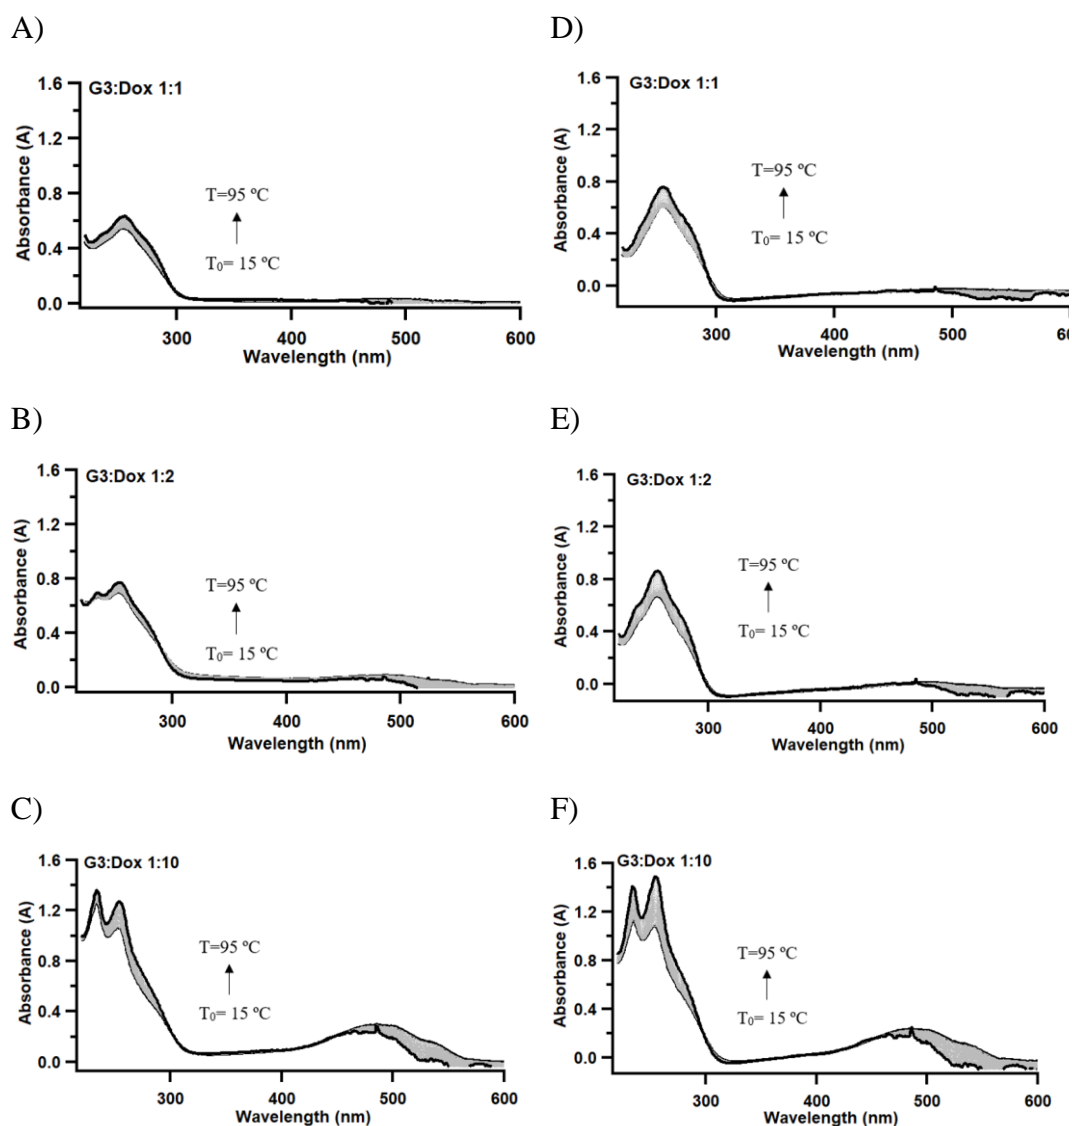 A)
G3:Dox 1:1
Absorbance (A)
1.6
1.2
0.8
0.4
0.0
T=95 ºC
T₀= 15 ºC
300
400
500
600
Wavelength (nm)
D)
G3:Dox 1:1
Absorbance (A)
1.6
1.2
0.8
0.4
0.0
T=95 ºC
T₀= 15 ºC
300
400
500
Wavelength (nm)
B)
G3:Dox 1:2
Absorbance (A)
1.6
1.2
0.8
0.4
0.0
T=95 ºC
T₀= 15 ºC
300
400
500
600
Wavelength (nm)
E)
G3:Dox 1:2
Absorbance (A)
1.6
1.2
0.8
0.4
0.0
T=95 ºC
T₀= 15 ºC
300
400
500
600
Wavelength (nm)
C)
G3:Dox 1:10
Absorbance (A)
1.6
1.2
0.8
0.4
0.0
T=95 ºC
T₀= 15 ºC
300
400
500
600
Wavelength (nm)
F)
G3:Dox 1:10
Absorbance (A)
1.6
1.2
0.8
0.4
0.0
T=95 ºC
T₀= 15 ºC
300
400
500
600
Wavelength (nm)